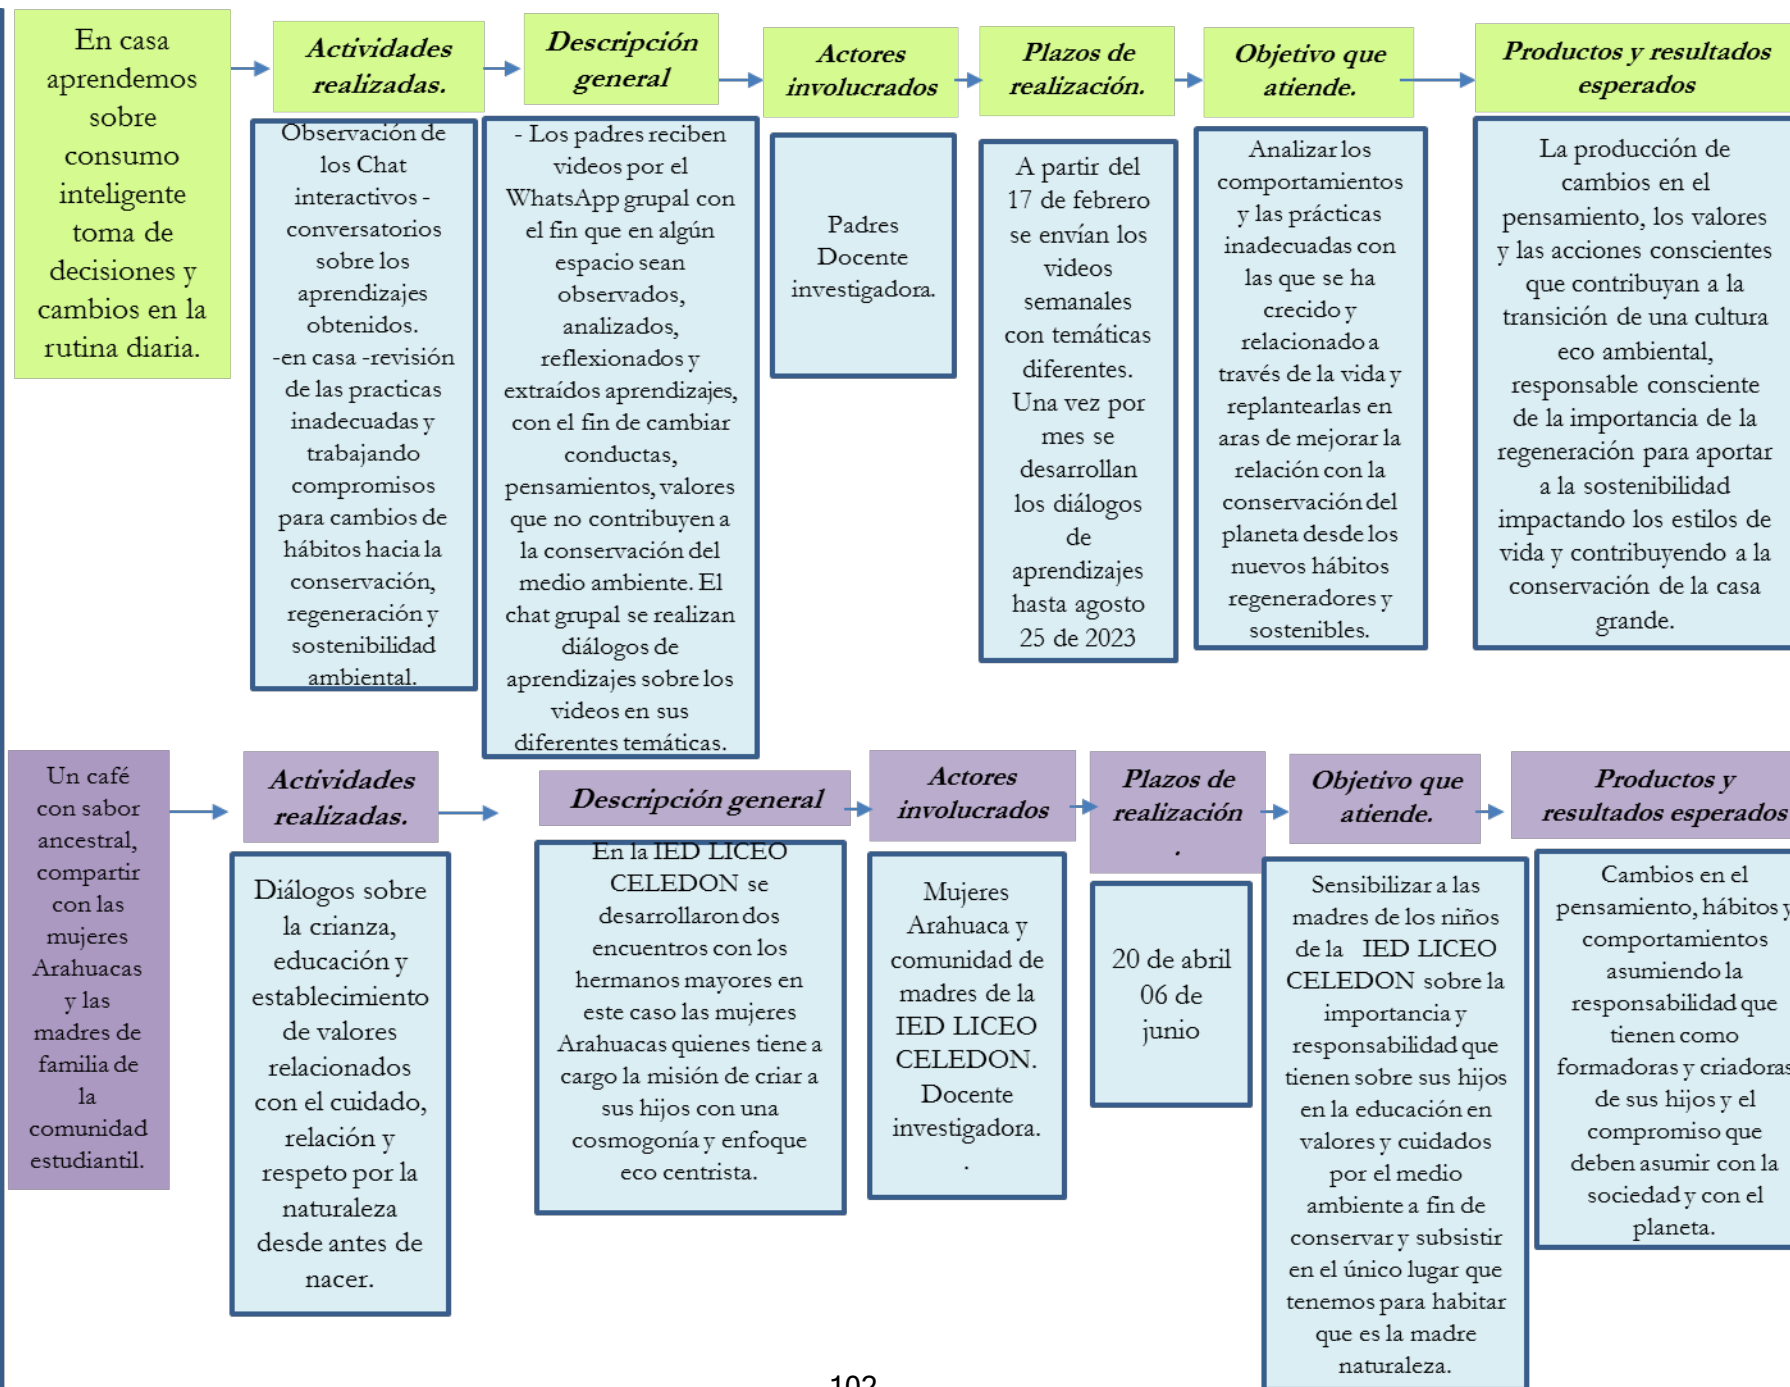 En casa
aprendemos
sobre
consumo
inteligente
toma de
decisiones y
cambios en la
rutina diaria.
Actividades
realizadas.
Observación de
los Chat
interactivos -
conversatorios
sobre los
aprendizajes
obtenidos.
-en casa -revisión
de las practicas
inadecuadas y
trabajando
compromisos
para cambios de
hábitos hacia la
conservación,
regeneración y
sostenibilidad
ambiental.
Descripción
general
- Los padres reciben
videos por el
WhatsApp grupal con
el fin que en algún
espacio sean
observados,
analizados,
reflexionados y
extraídos aprendizajes,
con el fin de cambiar
conductas,
pensamientos, valores
que no contribuyen a
la conservación del
medio ambiente. El
chat grupal se realizan
diálogos de
aprendizajes sobre los
videos en sus
diferentes temáticas.
Actores
involucrados
Padres
Docente
investigadora.
Plazos de
realización.
A partir del
17 de febrero
se envían los
videos
semanales
con temáticas
diferentes.
Una vez por
mes se
desarrollan
los diálogos
de
aprendizajes
hasta agosto
25 de 2023
Objetivo que
atiende.
Analizar los
comportamientos
y las prácticas
inadecuadas con
las que se ha
crecido y
relacionado a
través de la vida y
replantearlas en
aras de mejorar la
relación con la
conservación del
planeta desde los
nuevos hábitos
regeneradores y
sostenibles.
Productos y resultados
esperados
La producción de
cambios en el
pensamiento, los valores
y las acciones conscientes
que contribuyan a la
transición de una cultura
eco ambiental,
responsable consciente
de la importancia de la
regeneración para aportar
a la sostenibilidad
impactando los estilos de
vida y contribuyendo a la
conservación de la casa
grande.
Un café
con sabor
ancestral,
compartir
con las
mujeres
Arahuacas
y las
madres de
familia de
la
comunidad
estudiantil.
Actividades
realizadas.
Diálogos sobre
la crianza,
educación y
establecimiento
de valores
relacionados
con el cuidado,
relación y
respeto por la
naturaleza
desde antes de
nacer.
Descripción general
En la IED LICEO
CELEDON se
desarrollaron dos
encuentros con los
hermanos mayores en
este caso las mujeres
Arahuacas quienes tiene a
cargo la misión de criar a
sus hijos con una
cosmogonía y enfoque
eco centrista.
Actores
involucrados
Mujeres
Arahuaca y
comunidad de
madres de la
IED LICEO
CELEDON.
Docente
investigadora.
.
Plazos de
realización
.
20 de abril
06 de
junio
Objetivo que
atiende.
Sensibilizar a las
madres de los niños
de la IED LICEO
CELEDON sobre la
importancia y
responsabilidad que
tienen sobre sus hijos
en la educación en
valores y cuidados
por el medio
ambiente a fin de
conservar y subsistir
en el único lugar que
tenemos para habitar
que es la madre
naturaleza.
Productos y
resultados esperados
Cambios en el
pensamiento, hábitos y
comportamientos
asumiendo la
responsabilidad que
tienen como
formadoras y criadoras
de sus hijos y el
compromiso que
deben asumir con la
sociedad y con el
planeta.
102